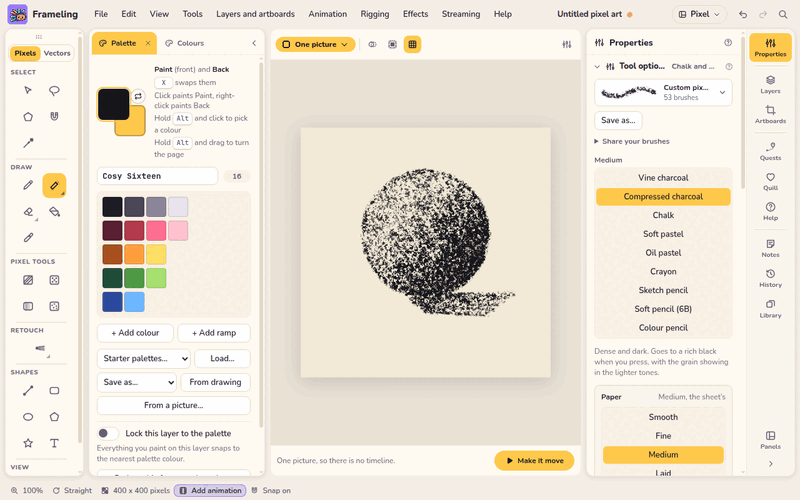 Frameling
File Edit View Tools Layers and artboards Animation Rigging Effects Streaming Help
Untitled pixel art
Pixel
Pixels Vectors
SELECT
DRAW
PIXEL TOOLS
RETOUCH
SHAPES
VIEW
Palette
Colours
Paint (front) and Back
X swaps them
Click paints Paint, right-
click paints Back
Hold Alt and click to pick
a colour
Hold Alt and drag to turn
the page
Cosy Sixteen 16
+ Add colour + Add ramp
Starter palettes... Load...
Save as... From drawing
From a picture...
Lock this layer to the palette
Everything you paint on this layer snaps to
the nearest palette colour.
One picture
One picture, so there is no timeline.
Make it move
Properties
Tool optio... Chalk and ...
Custom pix...
53 brushes
Save as...
Share your brushes
Medium
Vine charcoal
Compressed charcoal
Chalk
Soft pastel
Oil pastel
Crayon
Sketch pencil
Soft pencil (6B)
Colour pencil
Dense and dark. Goes to a rich black
when you press, with the grain showing
in the lighter tones.
Paper Medium, the sheet's
Smooth
Fine
Medium
Laid
Properties
Layers
Artboards
Quests
Quill
Help
Notes
History
Library
Panels
100% Straight 400 x 400 pixels Add animation Snap on